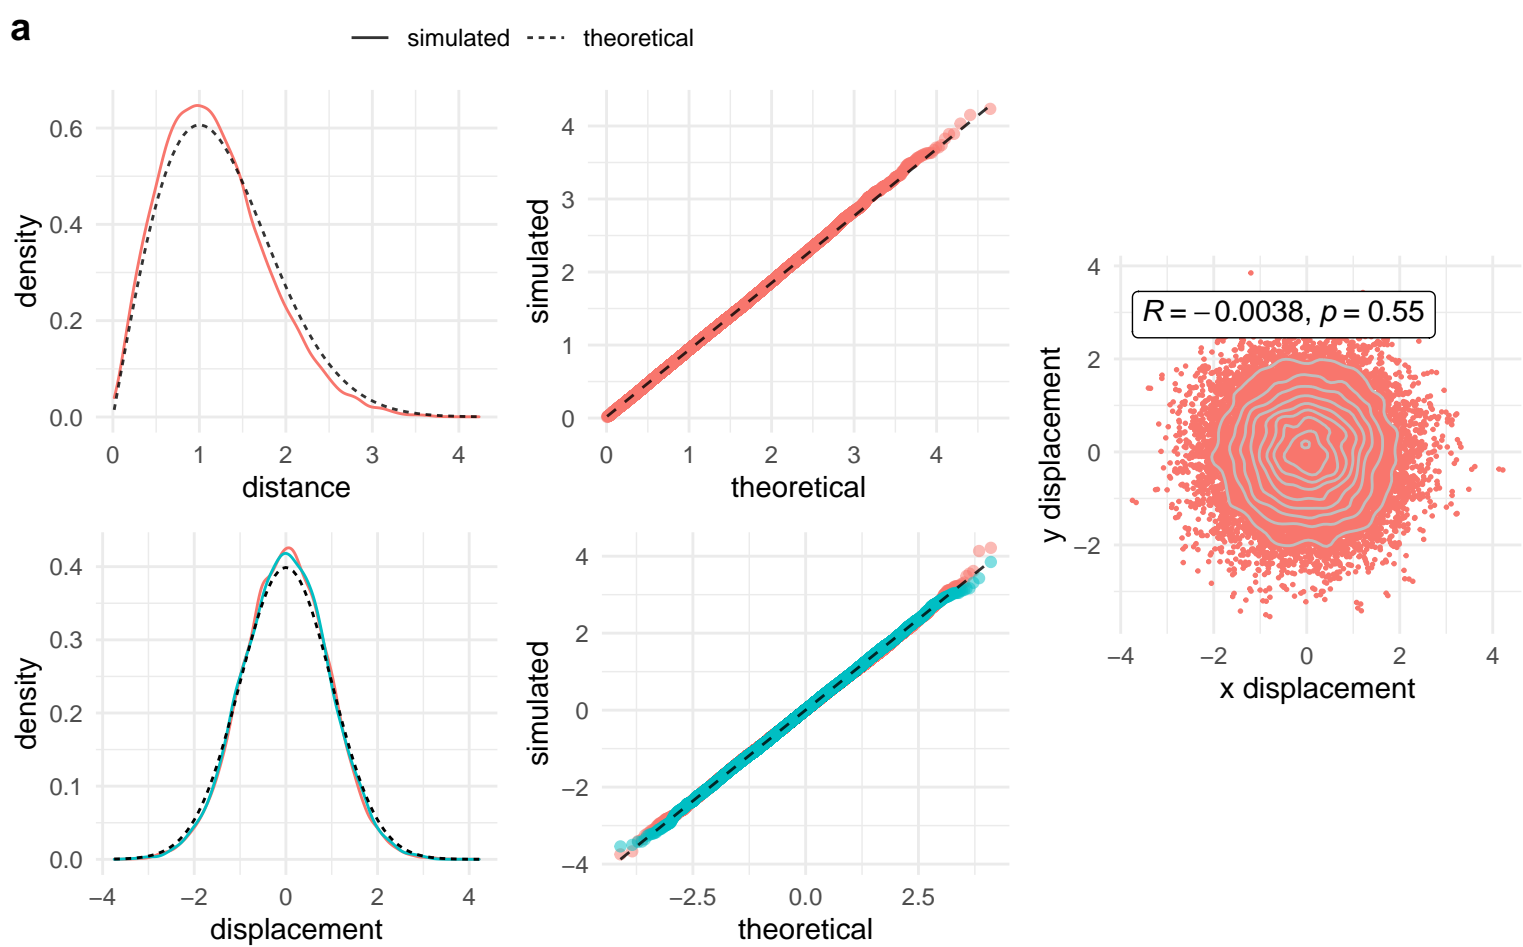 a
simulated theoretical
density
0.6
0.4
0.2
0.0
0 1 2 3 4
distance
simulated
4
3
2
1
0
0 1 2 3 4
theoretical
density
0.4
0.3
0.2
0.1
0.0
−4 −2 0 2 4
displacement
simulated
4
2
0
−2
−4
−2.5 0.0 2.5
theoretical
y displacement
4
2
0
−2
R = − 0.0038, p = 0.55
−4 −2 0 2 4
x displacement